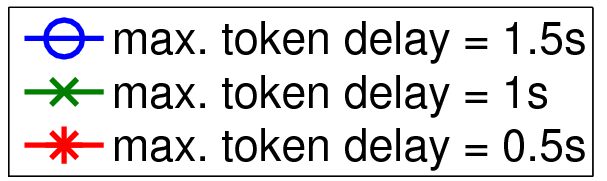 max. token delay = 1.5s
max. token delay = 1s
max. token delay = 0.5s